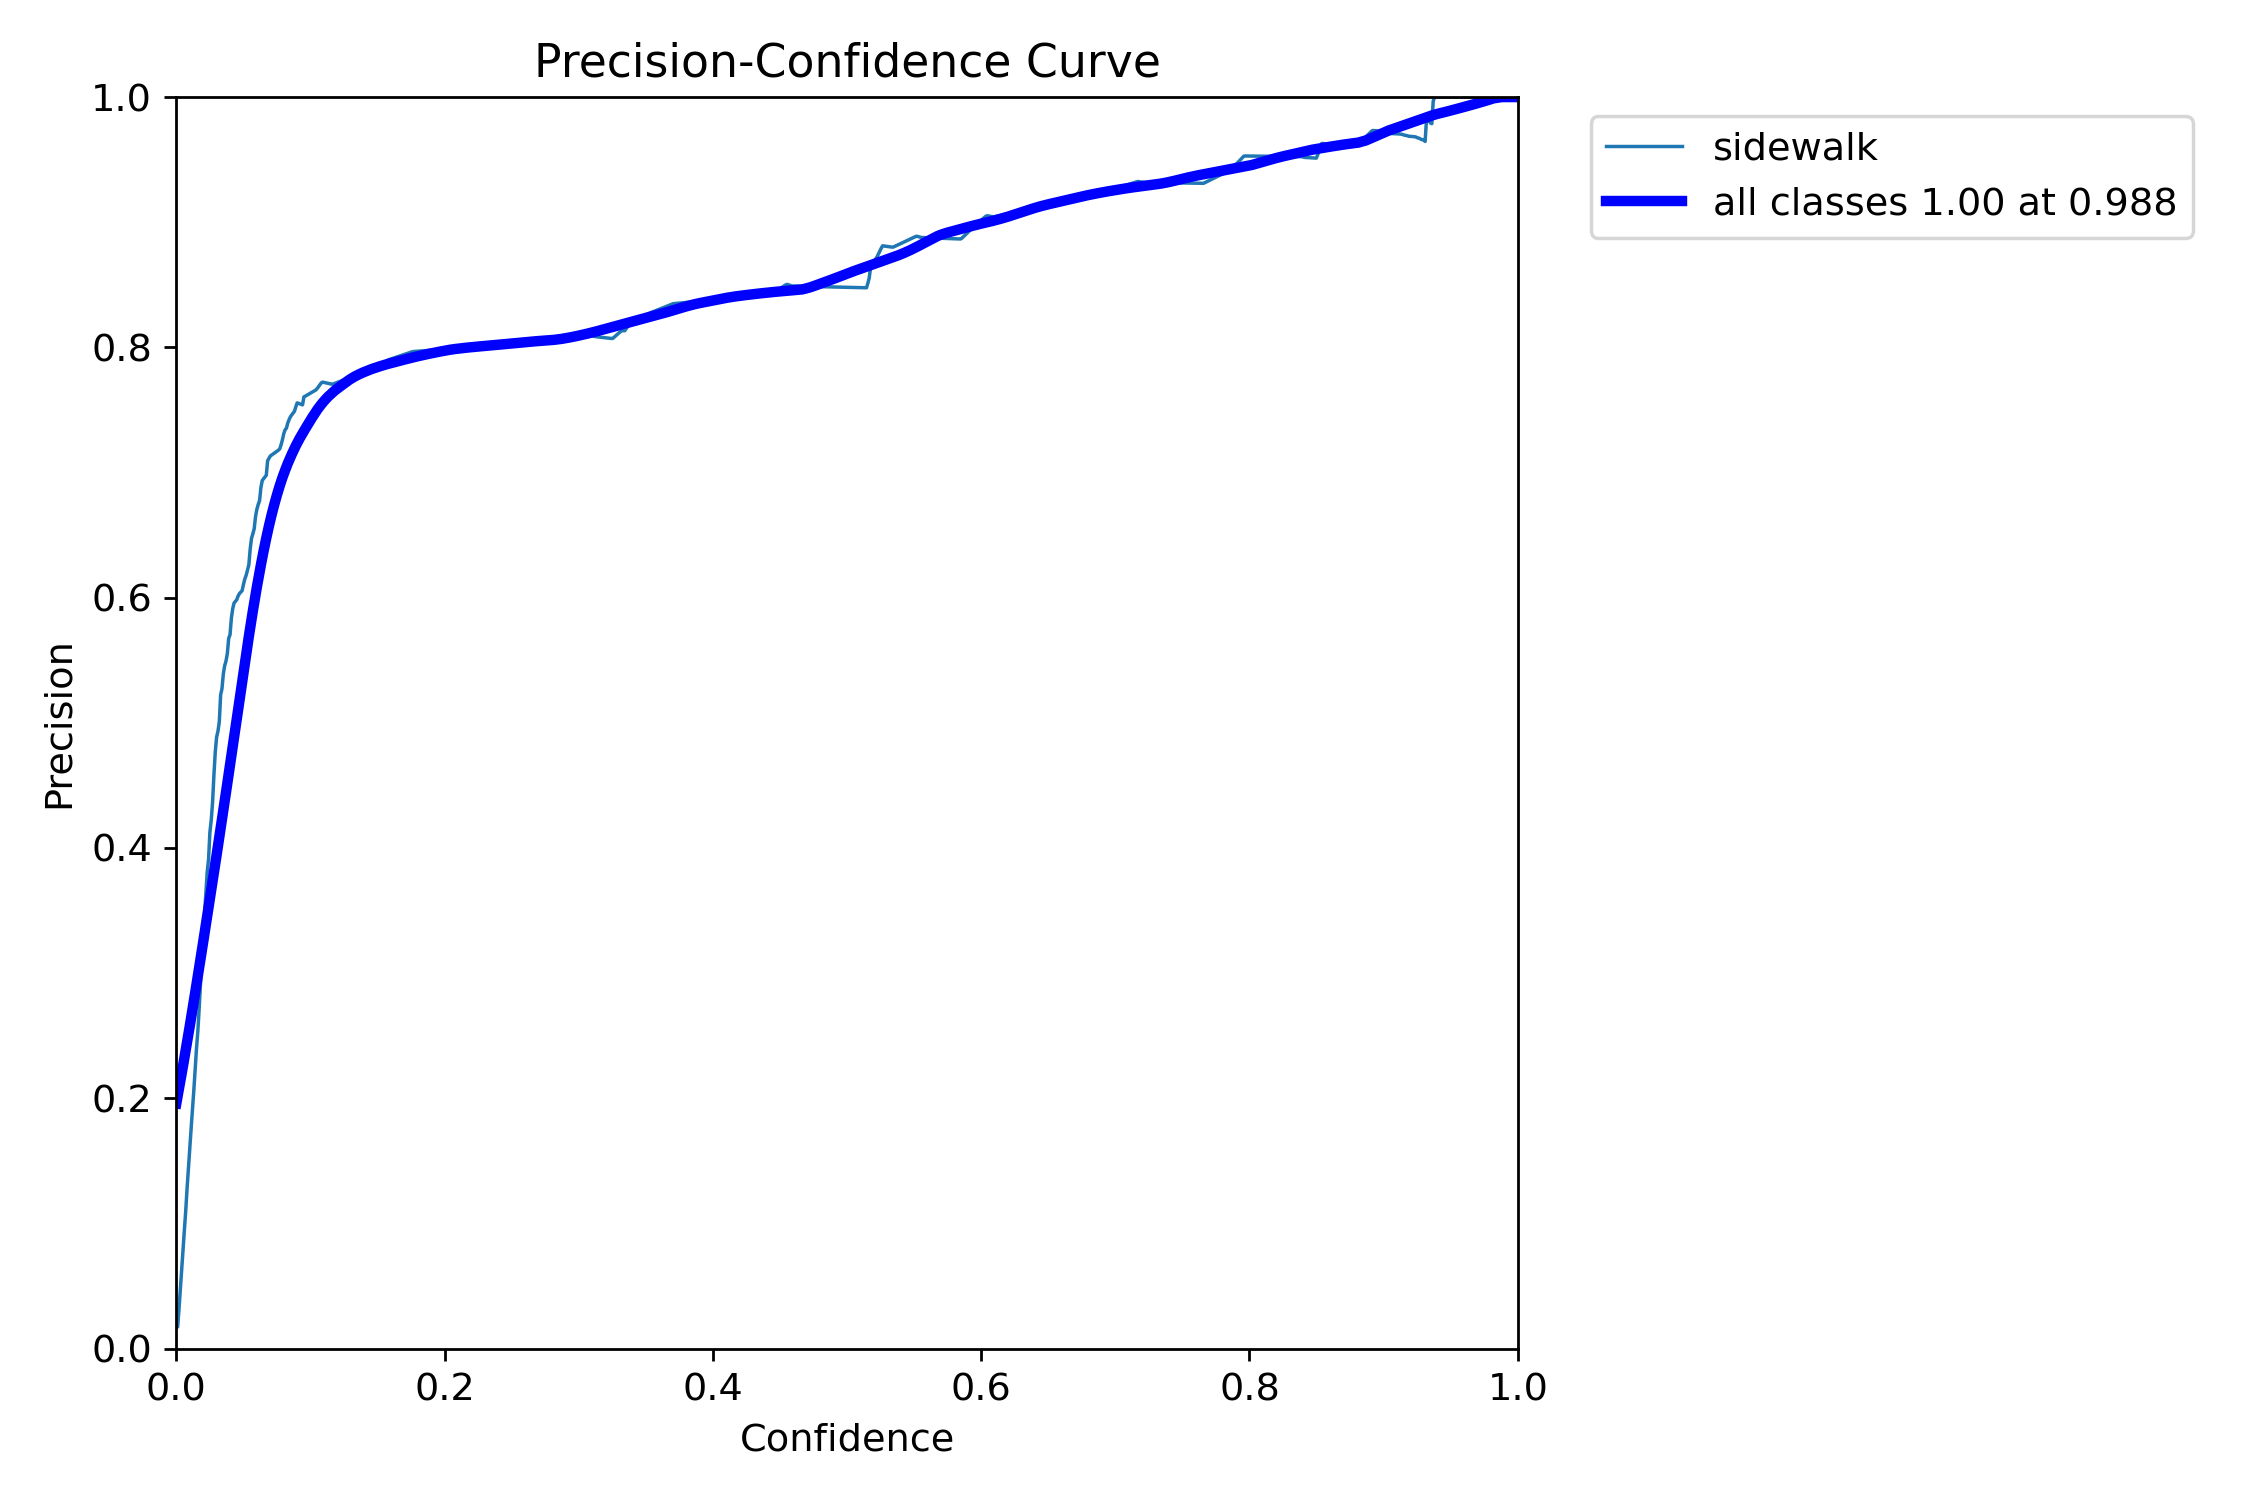 Precision-Confidence Curve
1.0
0.8
0.6
0.4
0.2
0.0
Precision
0.0 0.2 0.4 0.6 0.8 1.0
Confidence
sidewalk
all classes 1.00 at 0.988